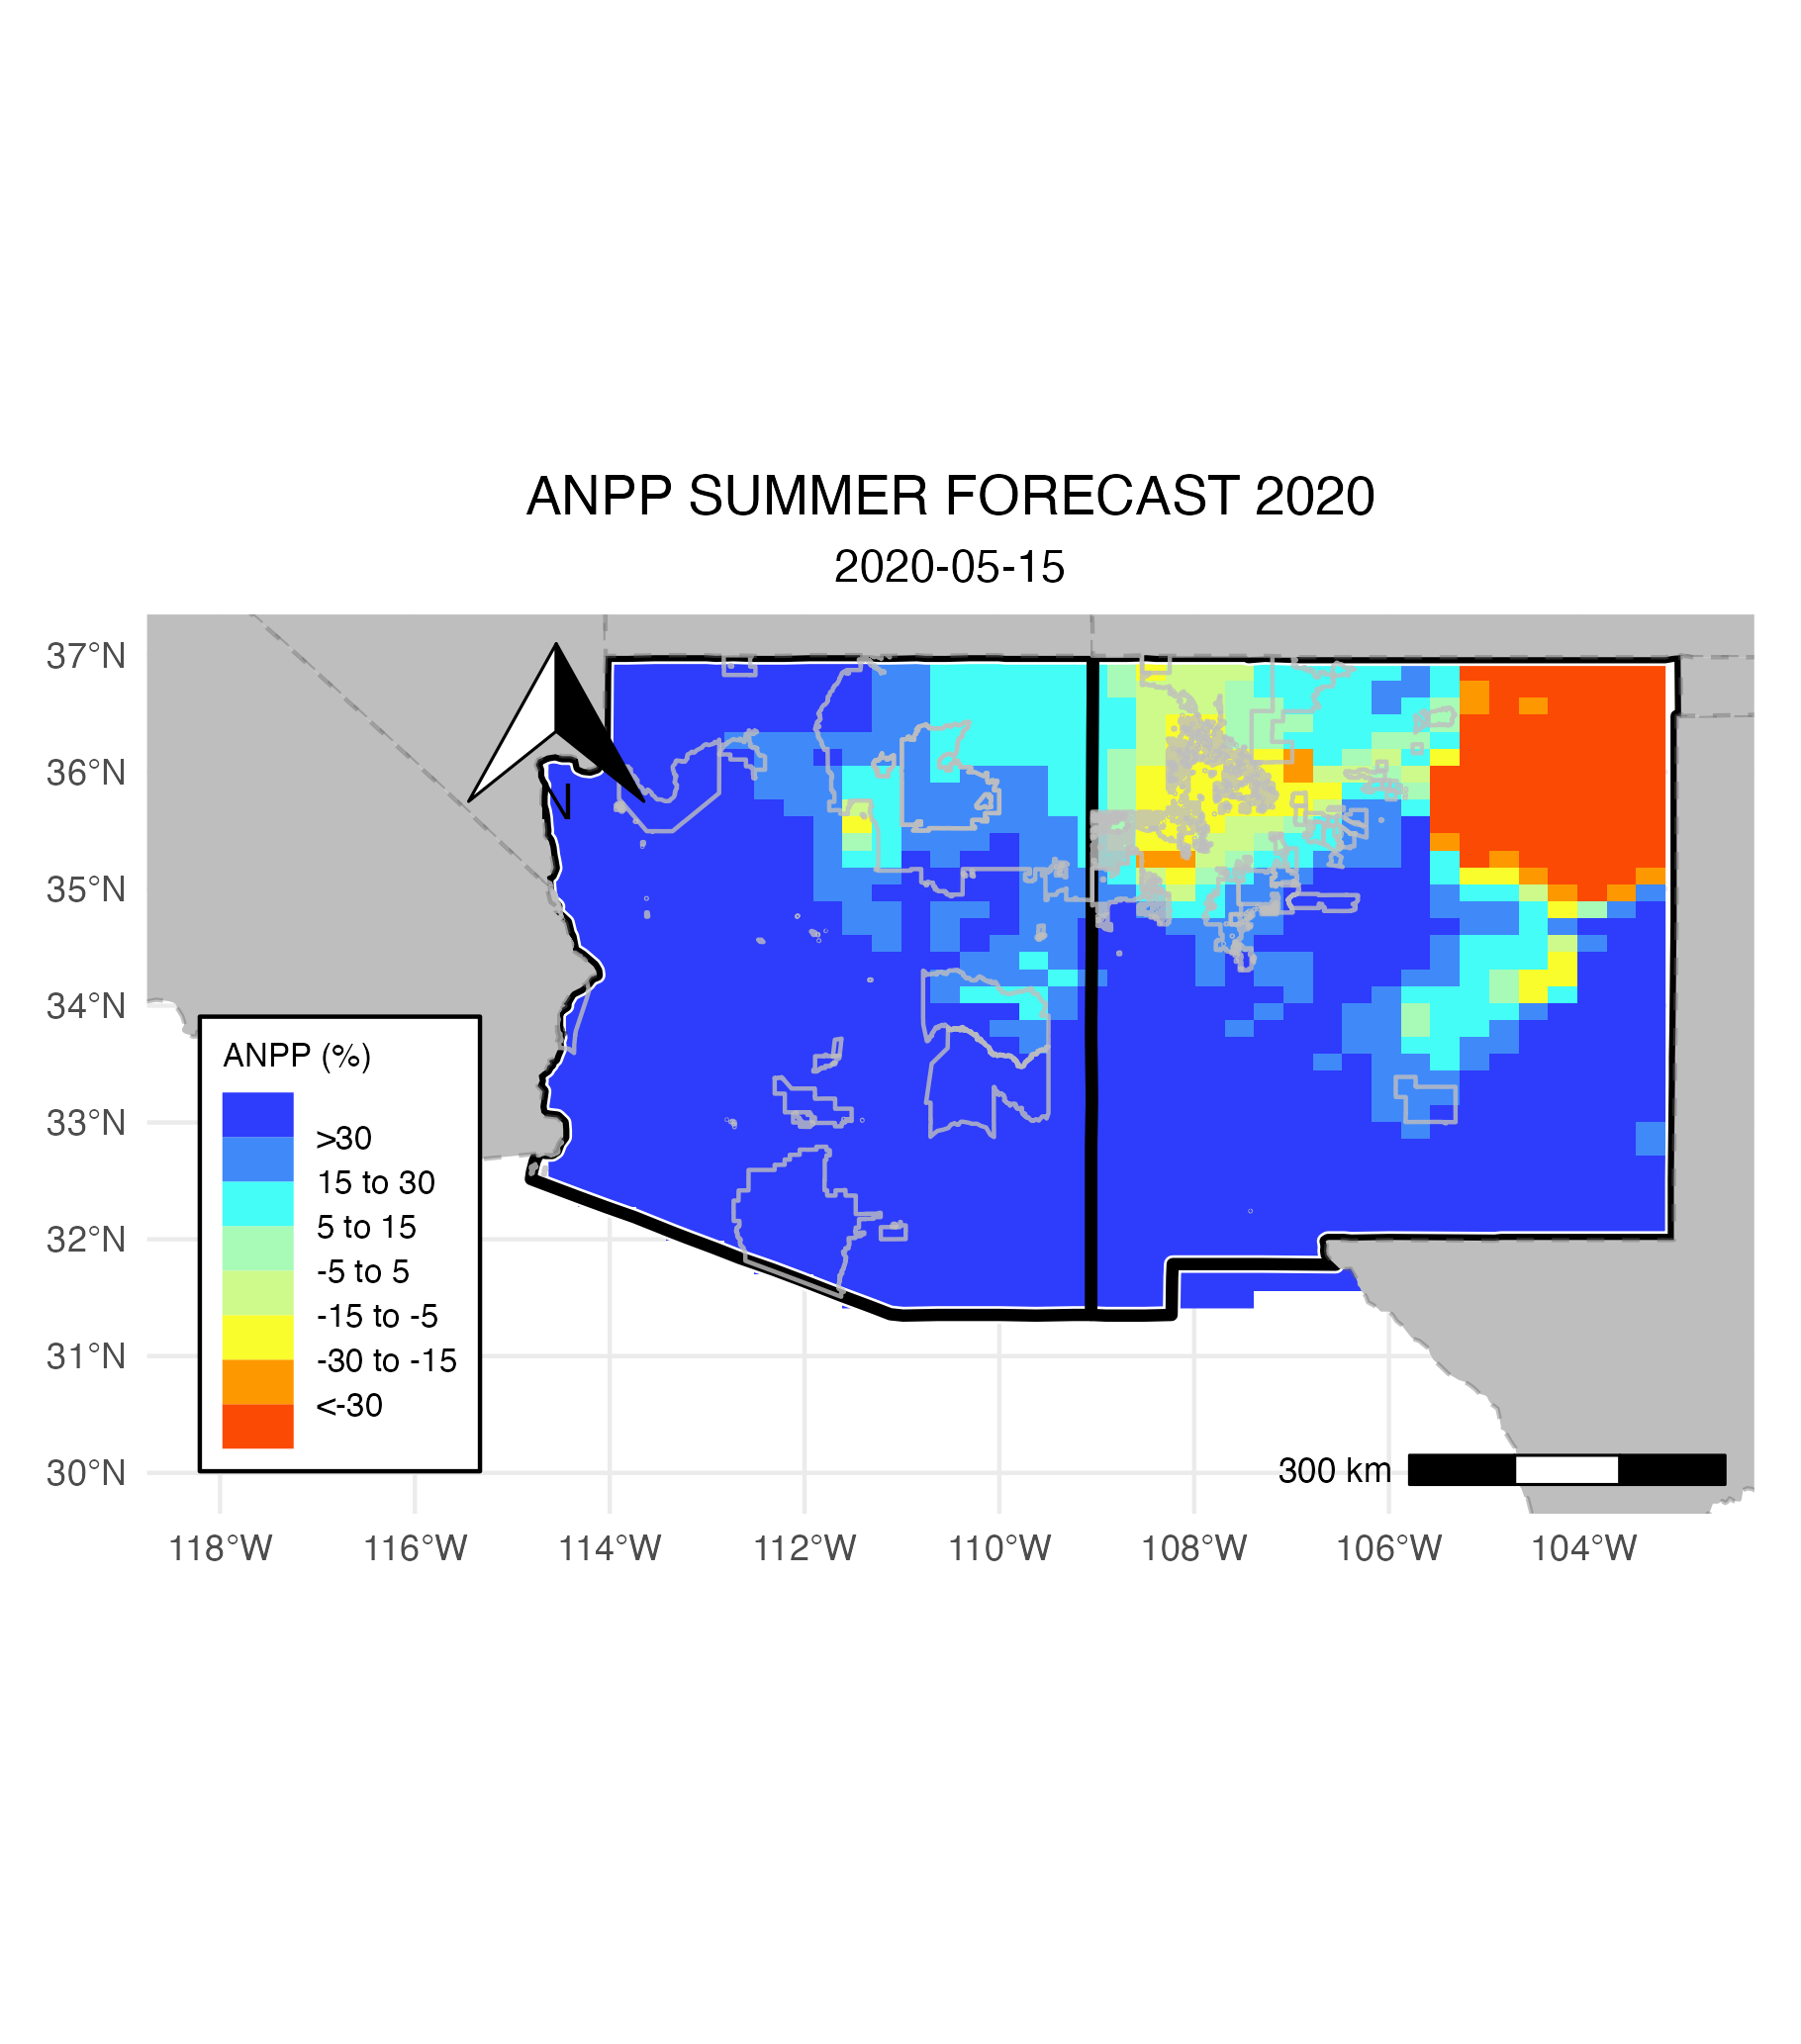 ANPP SUMMER FORECAST 2020
2020-05-15
37°N
36°N
35°N
34°N
33°N
32°N
31°N
30°N
N
ANPP (%)
>30
15 to 30
5 to 15
-5 to 5
-15 to -5
-30 to -15
<-30
300 km
118°W 116°W 114°W 112°W 110°W 108°W 106°W 104°W